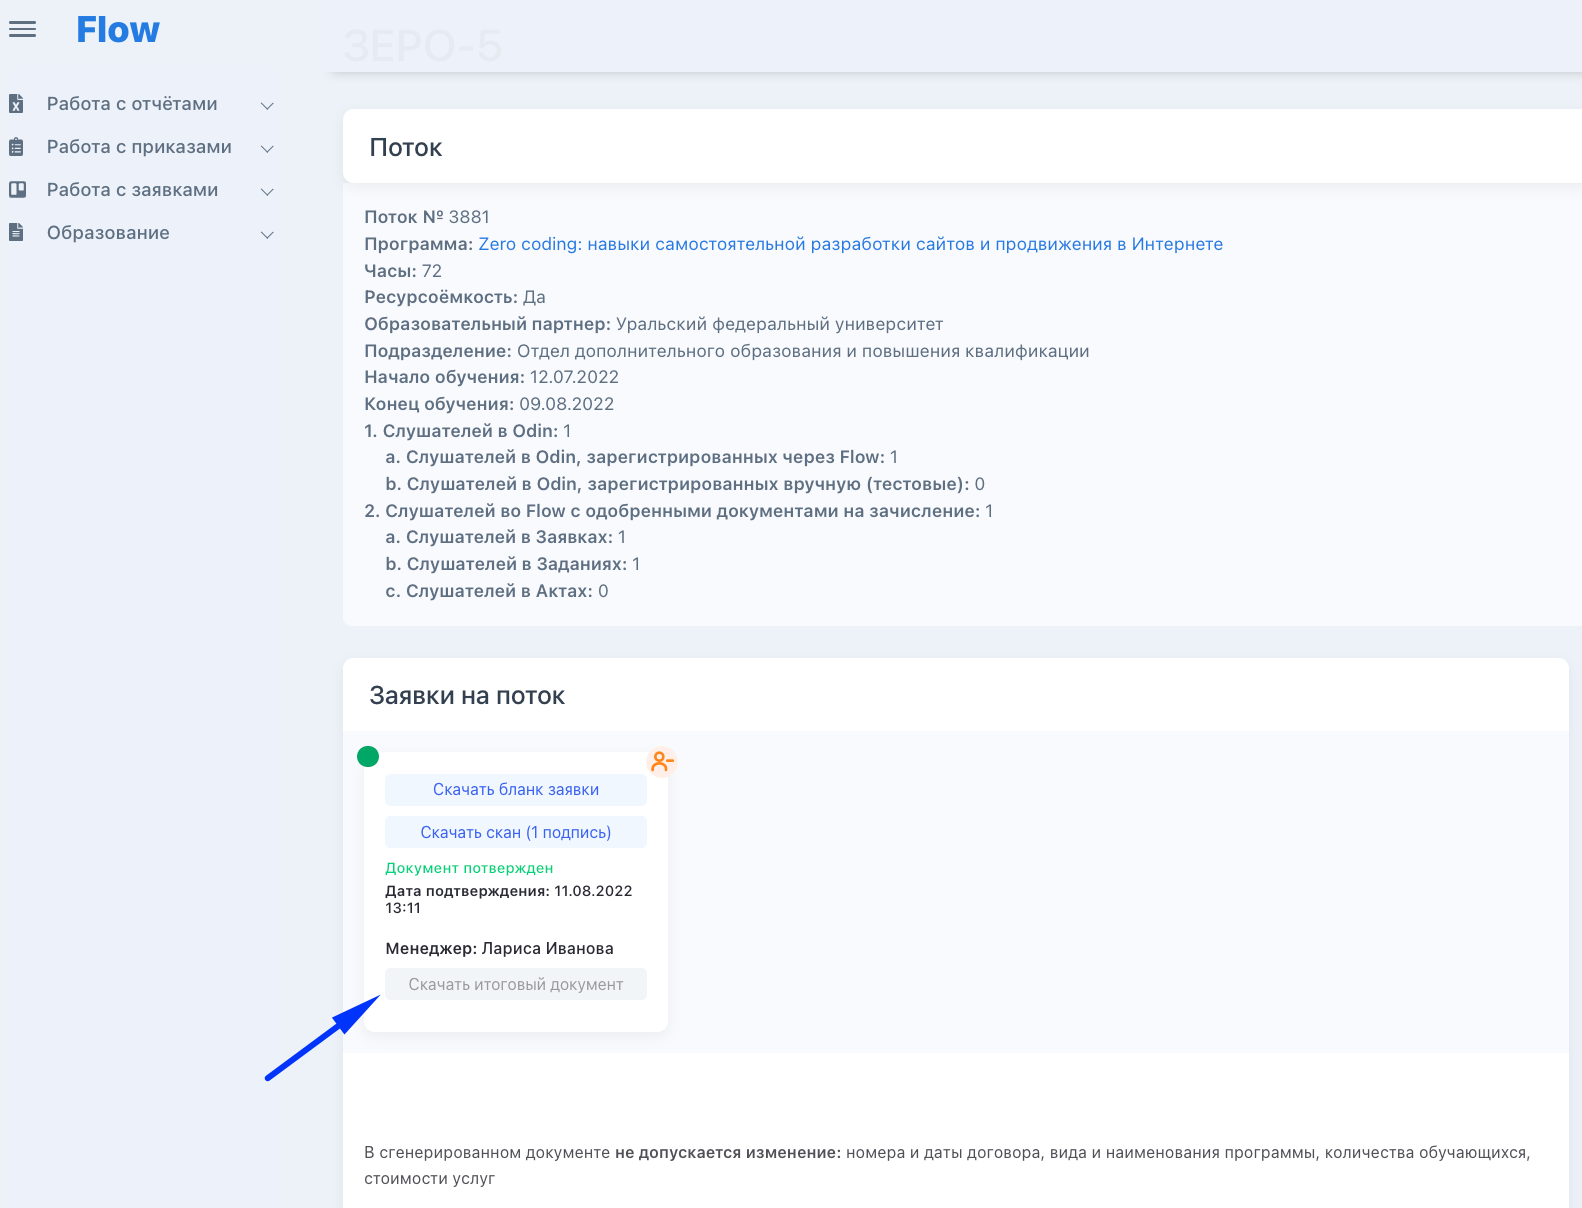 Flow
ЗЕРО-5
Работа с отчётами
Работа с приказами
Работа с заявками
Образование
Поток
Поток № 3881
Программа: Zero coding: навыки самостоятельной разработки сайтов и продвижения в Интернете
Часы: 72
Ресурсоёмкость: Да
Образовательный партнер: Уральский федеральный университет
Подразделение: Отдел дополнительного образования и повышения квалификации
Начало обучения: 12.07.2022
Конец обучения: 09.08.2022
1. Слушателей в Odin: 1
a. Слушателей в Odin, зарегистрированных через Flow: 1
b. Слушателей в Odin, зарегистрированных вручную (тестовые): 0
2. Слушателей во Flow с одобренными документами на зачисление: 1
a. Слушателей в Заявках: 1
b. Слушателей в Заданиях: 1
c. Слушателей в Актах: 0
Заявки на поток
Скачать бланк заявки
Скачать скан (1 подпись)
Документ потвержден
Дата подтверждения: 11.08.2022
13:11
Менеджер: Лариса Иванова
Скачать итоговый документ
В сгенерированном документе не допускается изменение: номера и даты договора, вида и наименования программы, количества обучающихся,
стоимости услуг